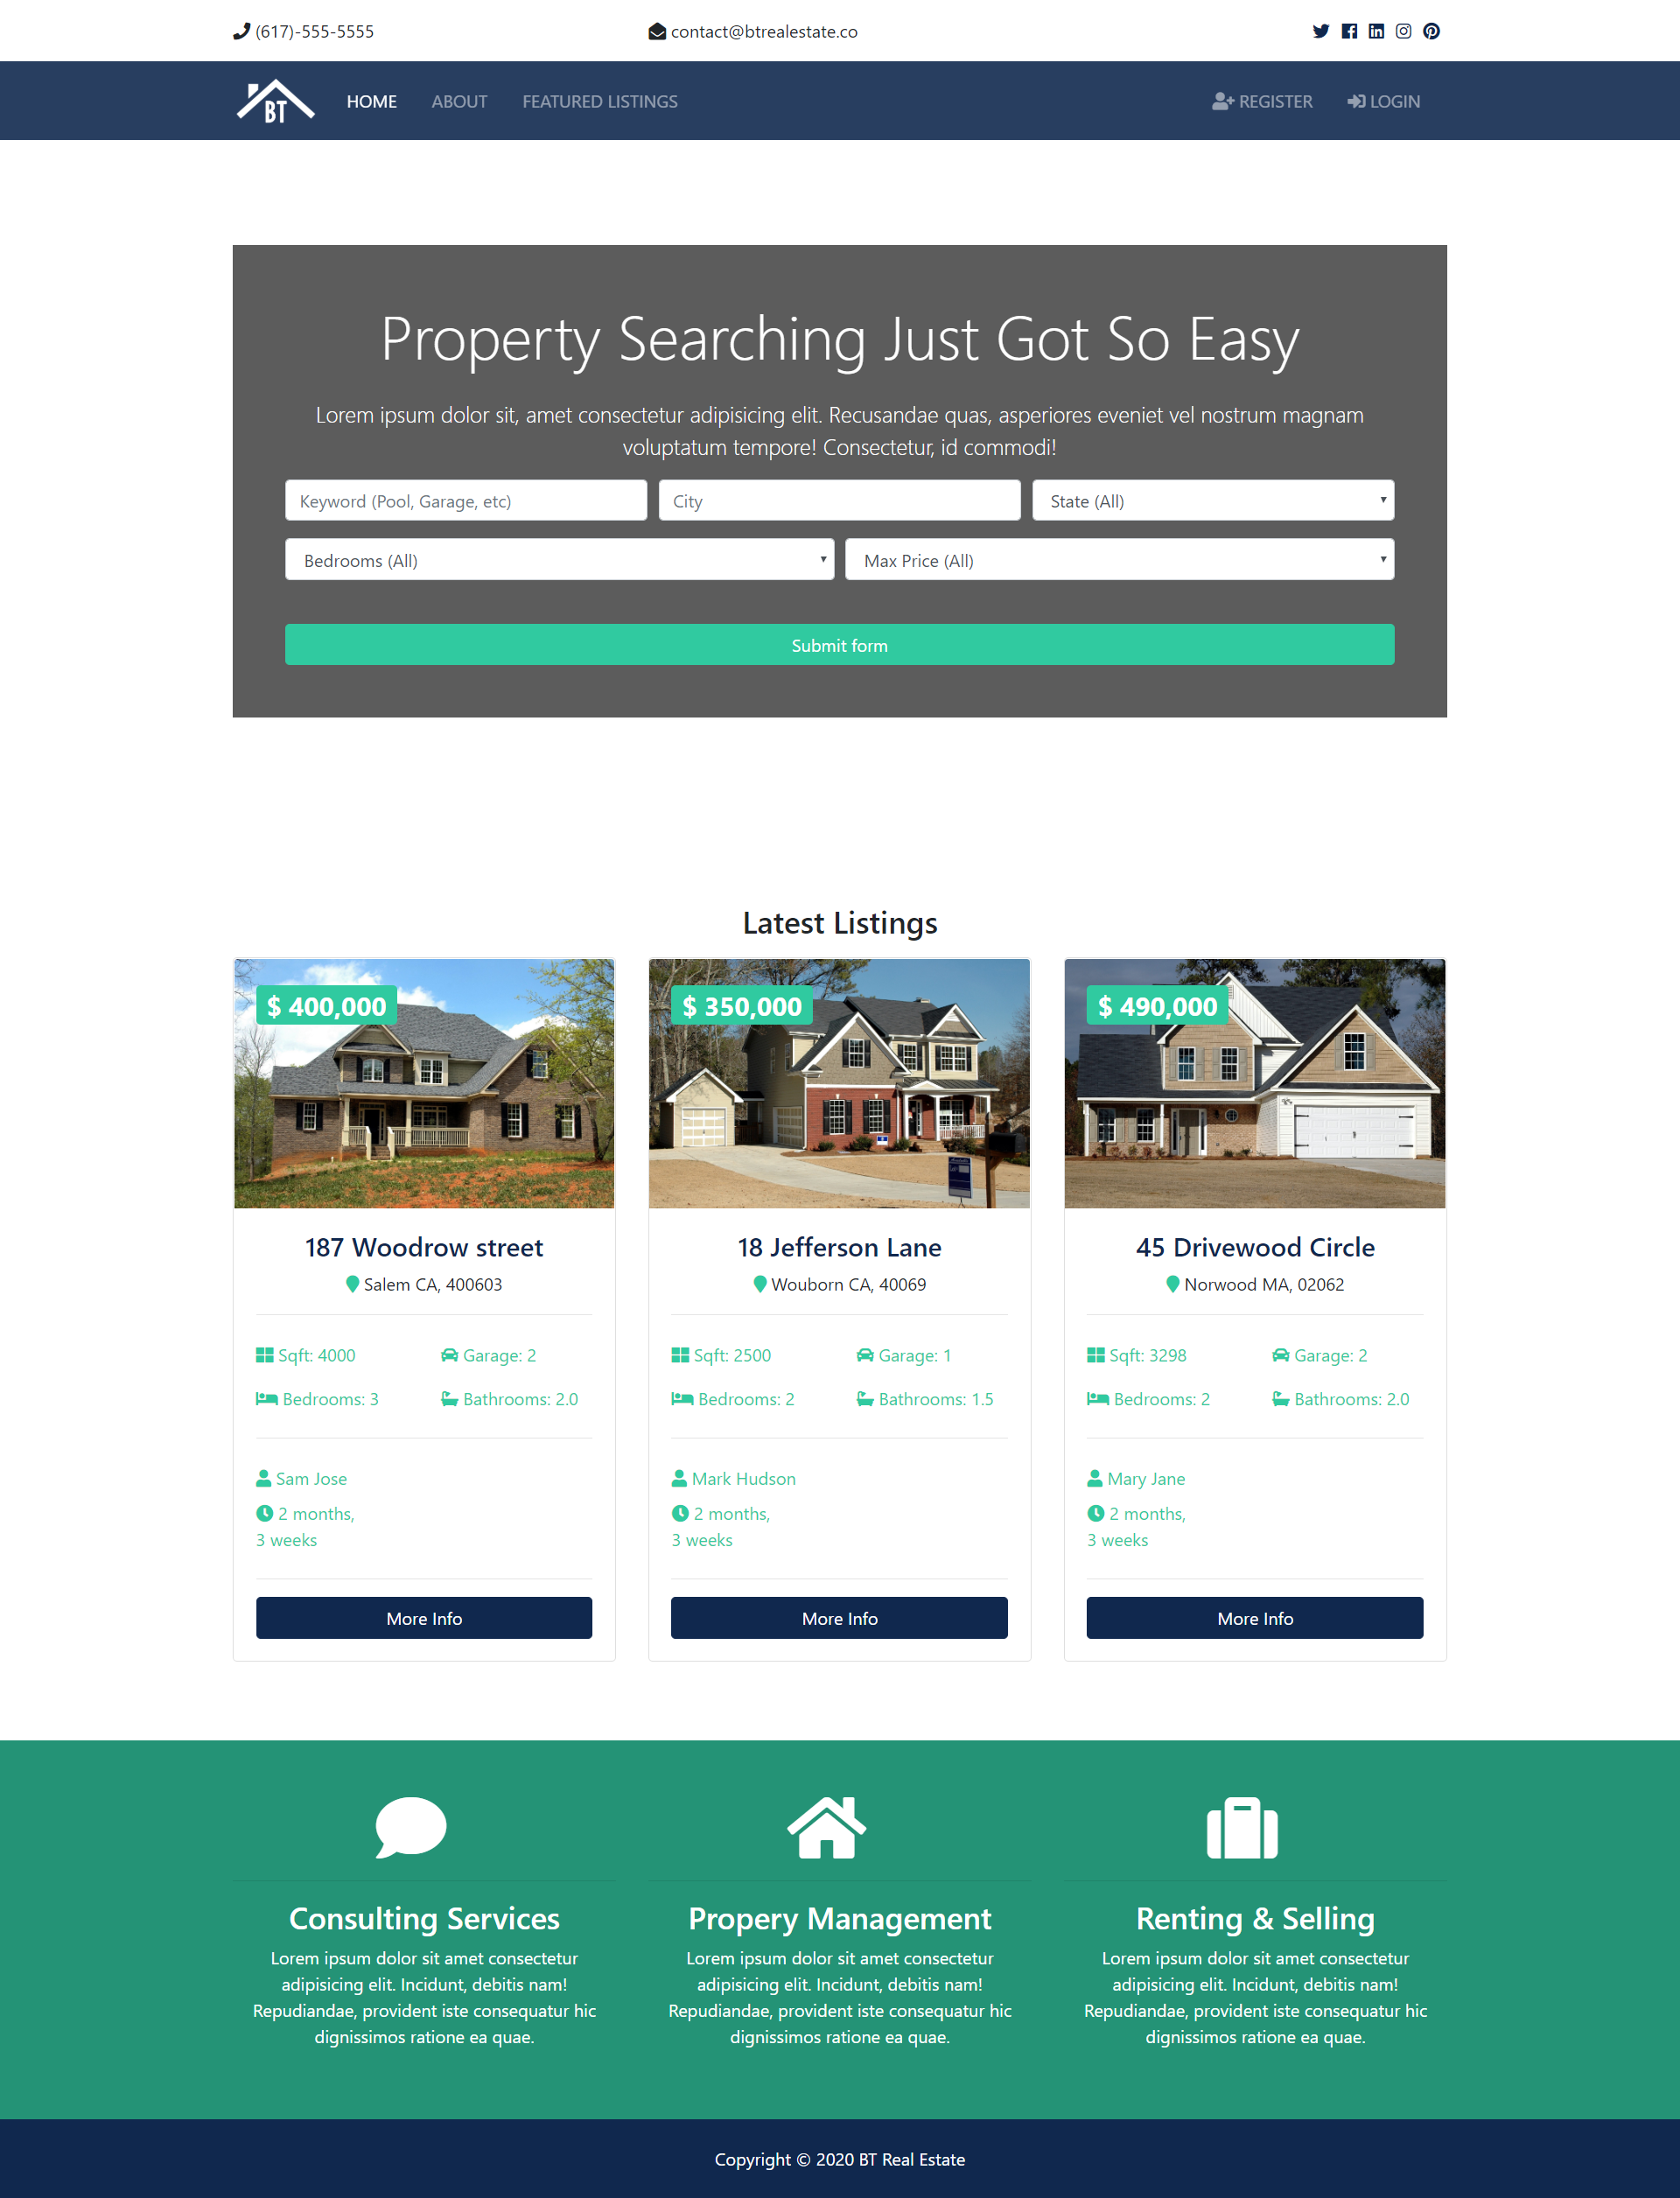 (617)-555-5555
contact@btrealestate.co
BT
HOME
ABOUT
FEATURED LISTINGS
REGISTER
LOGIN
Property Searching Just Got So Easy
Lorem ipsum dolor sit, amet consectetur adipisicing elit. Recusandae quas, asperiores eveniet vel nostrum magnam
voluptatum tempore! Consectetur, id commodi!
Keyword (Pool, Garage, etc)
City
State (All)
Bedrooms (All)
Max Price (All)
Submit form
Latest Listings
$ 400,000
187 Woodrow street
Salem CA, 400603
Sqft: 4000
Garage: 2
Bedrooms: 3
Bathrooms: 2.0
Sam Jose
2 months,
3 weeks
More Info
$ 350,000
18 Jefferson Lane
Wouborn CA, 40069
Sqft: 2500
Garage: 1
Bedrooms: 2
Bathrooms: 1.5
Mark Hudson
2 months,
3 weeks
More Info
$ 490,000
45 Drivewood Circle
Norwood MA, 02062
Sqft: 3298
Garage: 2
Bedrooms: 2
Bathrooms: 2.0
Mary Jane
2 months,
3 weeks
More Info
Consulting Services
Lorem ipsum dolor sit amet consectetur
adipisicing elit. Incidunt, debitis nam!
Repudiandae, provident iste consequatur hic
dignissimos ratione ea quae.
Propery Management
Lorem ipsum dolor sit amet consectetur
adipisicing elit. Incidunt, debitis nam!
Repudiandae, provident iste consequatur hic
dignissimos ratione ea quae.
Renting & Selling
Lorem ipsum dolor sit amet consectetur
adipisicing elit. Incidunt, debitis nam!
Repudiandae, provident iste consequatur hic
dignissimos ratione ea quae.
Copyright © 2020 BT Real Estate